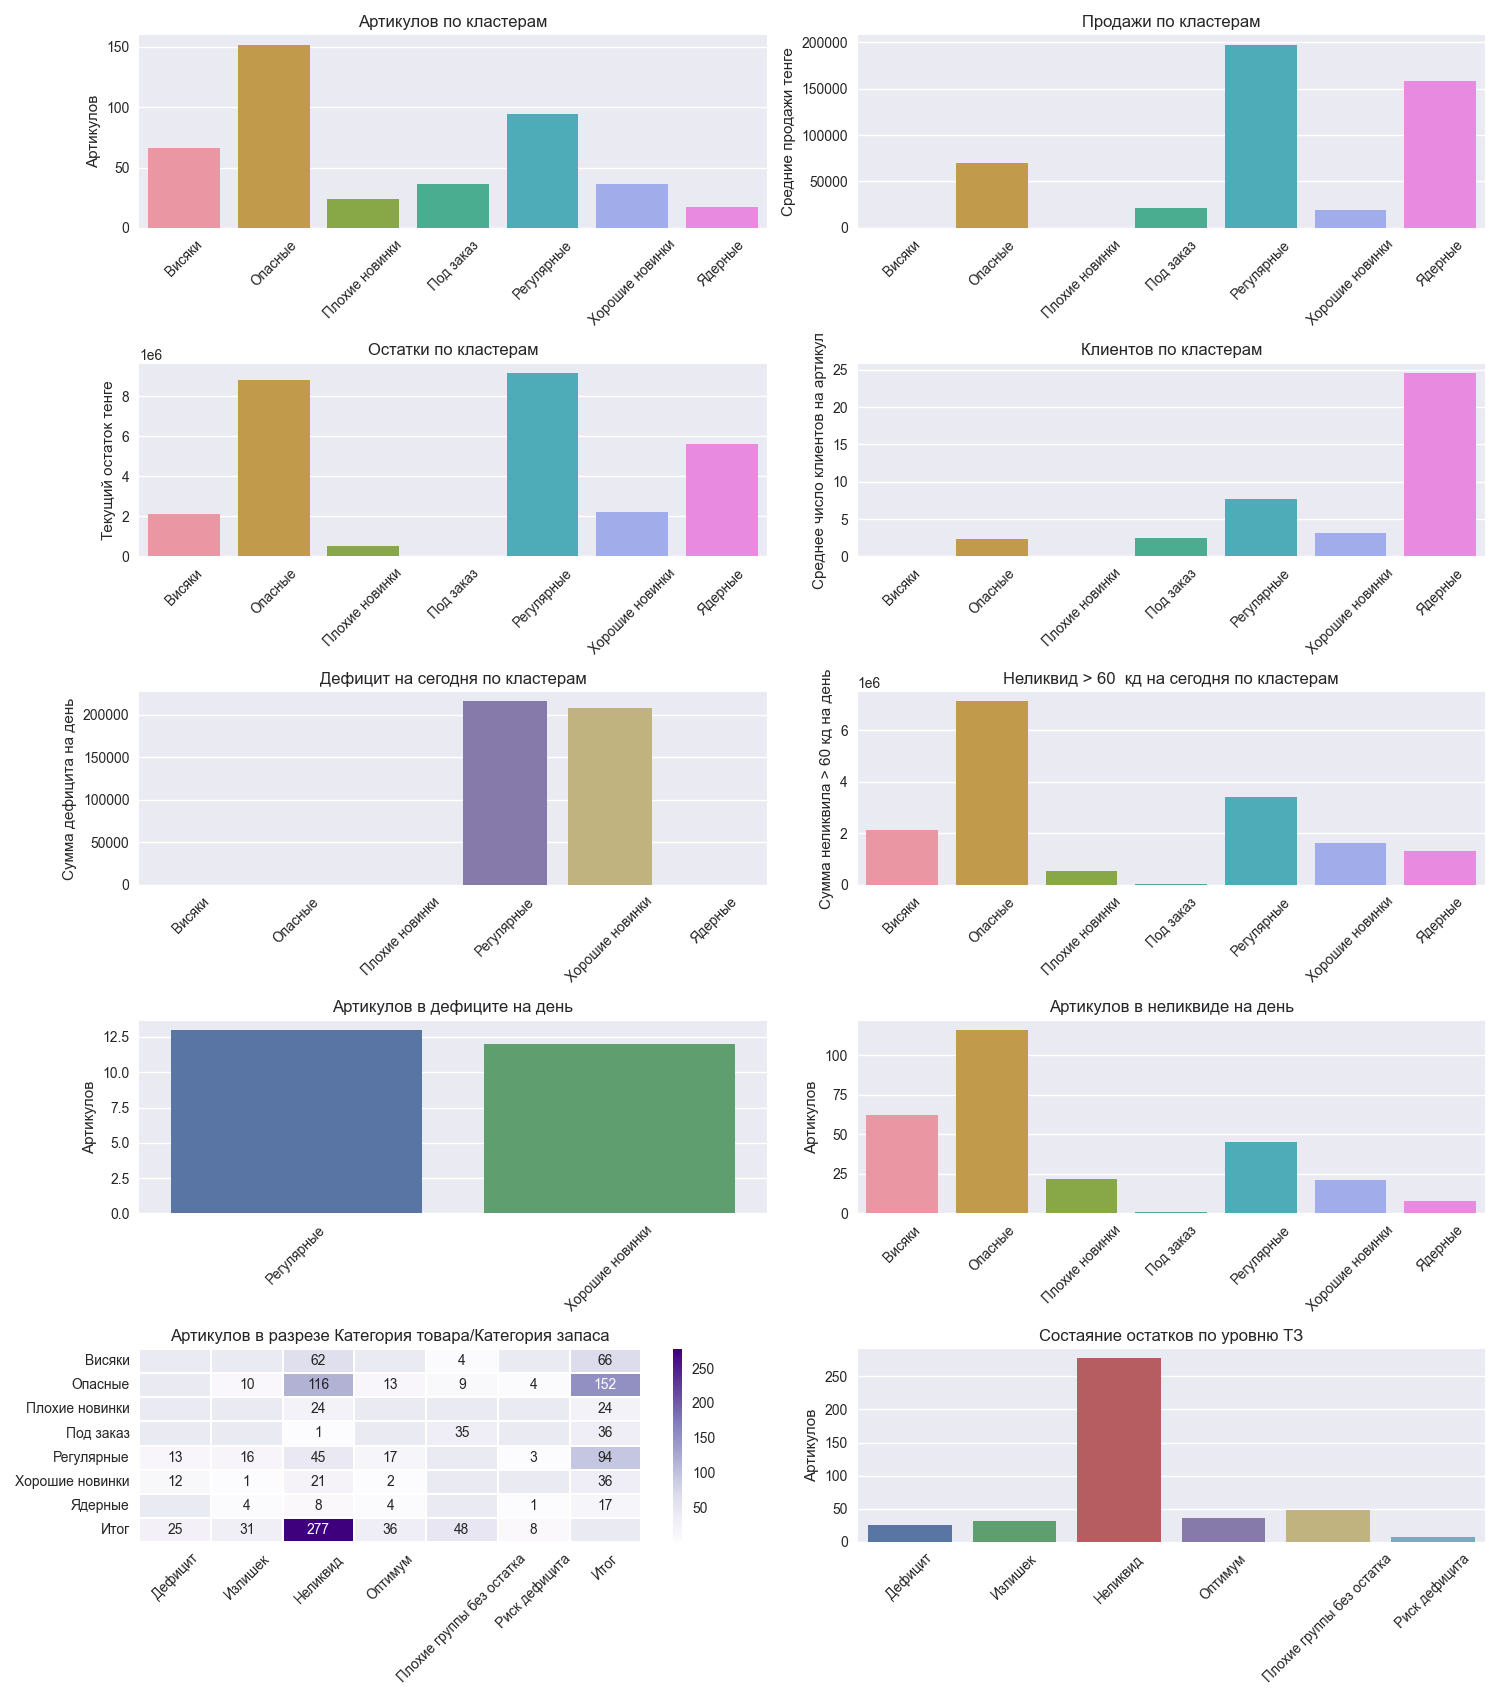 Артикулов по кластерам
Артикулов
150
100
50
0
Висяки
Опасные
Плохие новинки
Под заказ
Регулярные
Хорошие новинки
Ядерные
Продажи по кластерам
Средние продажи тенге
200000
150000
100000
50000
0
Висяки
Опасные
Плохие новинки
Под заказ
Регулярные
Хорошие новинки
Ядерные
Остатки по кластерам
1e6
Текущий остаток тенге
8
6
4
2
0
Висяки
Опасные
Плохие новинки
Под заказ
Регулярные
Хорошие новинки
Ядерные
Клиентов по кластерам
Среднее число клиентов на артикул
25
20
15
10
5
0
Висяки
Опасные
Плохие новинки
Под заказ
Регулярные
Хорошие новинки
Ядерные
Дефицит на сегодня по кластерам
Сумма дефицита на день
200000
150000
100000
50000
0
Висяки
Опасные
Плохие новинки
Регулярные
Хорошие новинки
Ядерные
Неликвид > 60  кд на сегодня по кластерам
1e6
Сумма неликвила > 60 кд на день
6
4
2
0
Висяки
Опасные
Плохие новинки
Под заказ
Регулярные
Хорошие новинки
Ядерные
Артикулов в дефиците на день
Артикулов
12.5
10.0
7.5
5.0
2.5
0.0
Регулярные
Хорошие новинки
Артикулов в неликвиде на день
Артикулов
100
75
50
25
0
Висяки
Опасные
Плохие новинки
Под заказ
Регулярные
Хорошие новинки
Ядерные
Артикулов в разрезе Категория товара/Категория запаса
Висяки 62 4 66
Опасные 10 116 13 9 4 152
Плохие новинки 24 24
Под заказ 1 35 36
Регулярные 13 16 45 17 3 94
Хорошие новинки 12 1 21 2 36
Ядерные 4 8 4 1 17
Итог 25 31 277 36 48 8
Дефицит
Излишек
Неликвид
Оптимум
Плохие группы без остатка
Риск дефицита
Итог
250
200
150
100
50
Состаяние остатков по уровню ТЗ
Артикулов
250
200
150
100
50
0
Дефицит
Излишек
Неликвид
Оптимум
Плохие группы без остатка
Риск дефицита